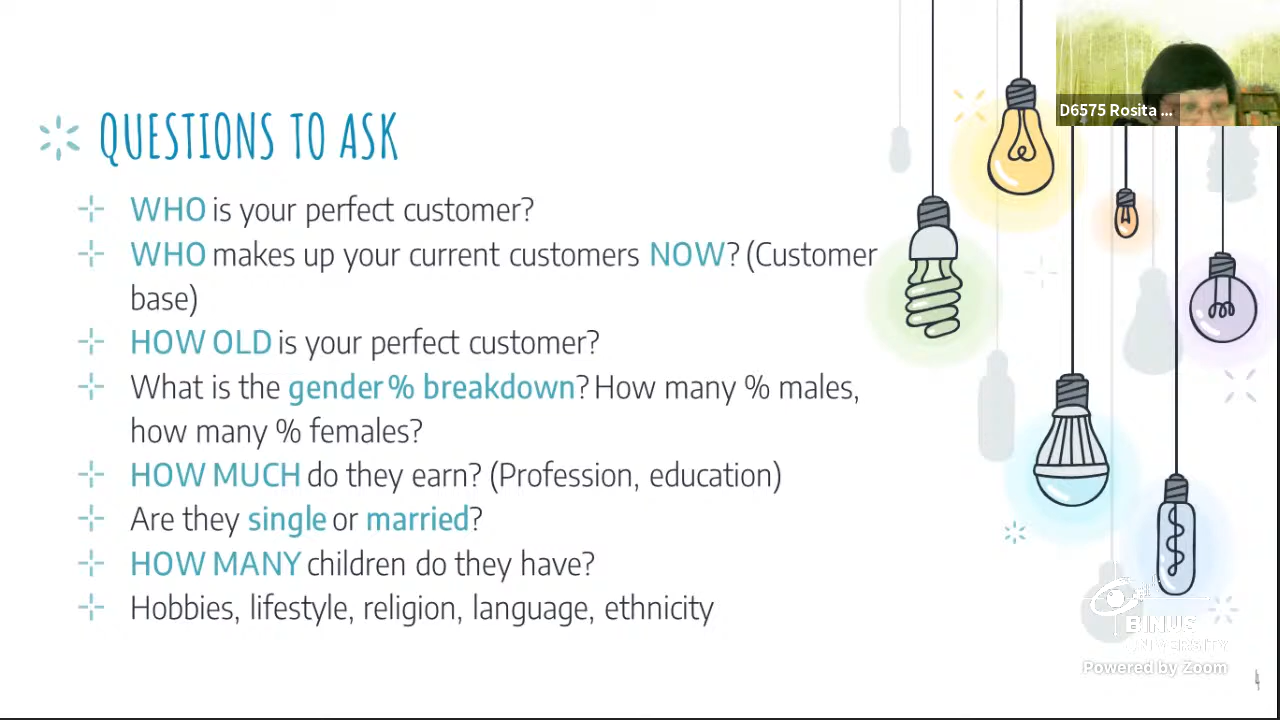 D6575 Rosita ...
QUESTIONS TO ASK
WHO is your perfect customer?
WHO makes up your current customers NOW? (Customer
base)
HOW OLD is your perfect customer?
What is the gender % breakdown? How many % males,
how many % females?
HOW MUCH do they earn? (Profession, education)
Are they single or married?
HOW MANY children do they have?
Hobbies, lifestyle, religion, language, ethnicity
BINUS
UNIVERSITY
Powered by Zoom
4